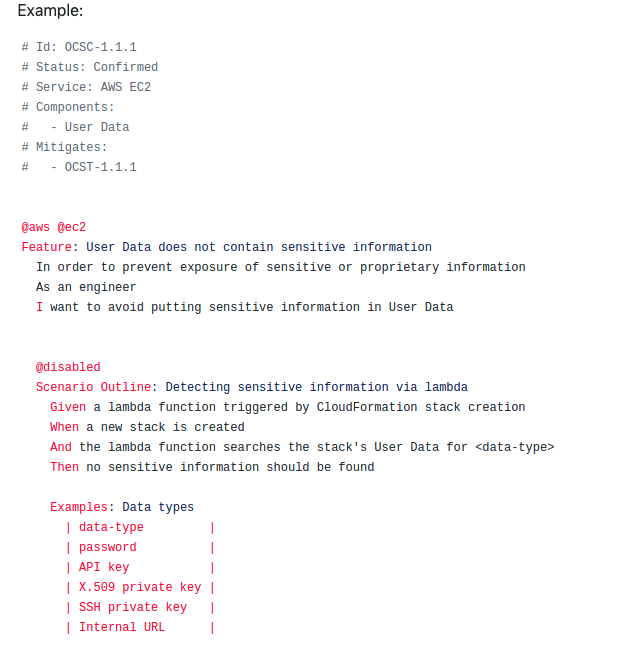 Example:
# Id: OCSC-1.1.1
# Status: Confirmed
# Service: AWS EC2
# Components:
#   - User Data
# Mitigates:
#   - OCST-1.1.1
@aws @ec2
Feature: User Data does not contain sensitive information
  In order to prevent exposure of sensitive or proprietary information
  As an engineer
  I want to avoid putting sensitive information in User Data
  @disabled
  Scenario Outline: Detecting sensitive information via lambda
    Given a lambda function triggered by CloudFormation stack creation
    When a new stack is created
    And the lambda function searches the stack's User Data for <data-type>
    Then no sensitive information should be found
    Examples: Data types
      | data-type         |
      | password          |
      | API key           |
      | X.509 private key |
      | SSH private key   |
      | Internal URL      |